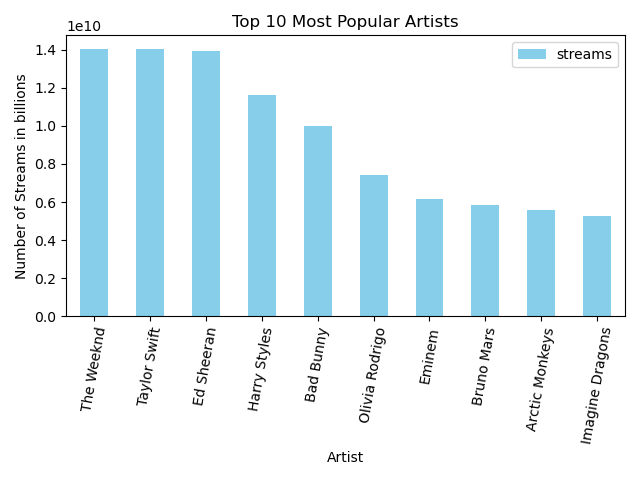 Top 10 Most Popular Artists
1e10
streams
Number of Streams in billions
1.4
1.2
1.0
0.8
0.6
0.4
0.2
0.0
The Weeknd
Taylor Swift
Ed Sheeran
Harry Styles
Bad Bunny
Olivia Rodrigo
Eminem
Bruno Mars
Arctic Monkeys
Imagine Dragons
Artist